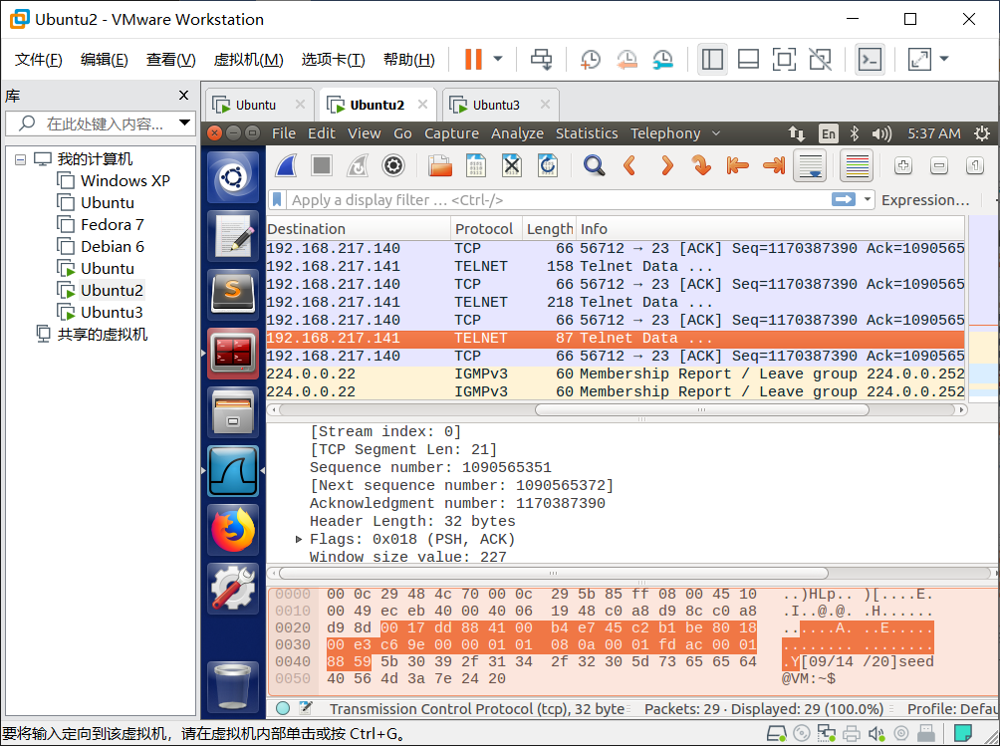 Ubuntu2 - VMware Workstation
文件(F) 编辑(E) 查看(V) 虚拟机(M) 选项卡(T) 帮助(H)
库
在此处键入内容...
我的计算机
Windows XP
Ubuntu
Fedora 7
Debian 6
Ubuntu
Ubuntu2
Ubuntu3
共享的虚拟机
Ubuntu Ubuntu2 Ubuntu3
File Edit View Go Capture Analyze Statistics Telephony En 5:37 AM
Apply a display filter ... <Ctrl-/> Expression...
Destination Protocol Length Info
192.168.217.140 TCP 66 56712 → 23 [ACK] Seq=1170387390 Ack=1090565
192.168.217.141 TELNET 158 Telnet Data ...
192.168.217.140 TCP 66 56712 → 23 [ACK] Seq=1170387390 Ack=1090565
192.168.217.141 TELNET 218 Telnet Data ...
192.168.217.140 TCP 66 56712 → 23 [ACK] Seq=1170387390 Ack=1090565
192.168.217.141 TELNET 87 Telnet Data ...
192.168.217.140 TCP 66 56712 → 23 [ACK] Seq=1170387390 Ack=1090565
224.0.0.22 IGMPv3 60 Membership Report / Leave group 224.0.0.252
224.0.0.22 IGMPv3 60 Membership Report / Leave group 224.0.0.252
[Stream index: 0]
[TCP Segment Len: 21]
Sequence number: 1090565351
[Next sequence number: 1090565372]
Acknowledgment number: 1170387390
Header Length: 32 bytes
Flags: 0x018 (PSH, ACK)
Window size value: 227
0000 00 0c 29 48 4c 70 00 0c 29 5b 85 ff 08 00 45 10 ..)HLp.. )[....E.
0010 00 49 ec eb 40 00 40 06 19 48 c0 a8 d9 8c c0 a8 .I..@.@. .H......
0020 d9 8d 00 17 dd 88 41 00 b4 e7 45 c2 b1 be 80 18 ......A. ..E.....
0030 00 e3 c6 9e 00 00 01 01 08 0a 00 01 fd ac 00 01 ........ ........
0040 88 59 5b 30 39 2f 31 34 2f 32 30 5d 73 65 65 64 .Y[09/14 /20]seed
0050 40 56 4d 3a 7e 24 20 @VM:~$
Transmission Control Protocol (tcp), 32 byte Packets: 29 · Displayed: 29 (100.0%) Profile: Defau
要将输入定向到该虚拟机，请在虚拟机内部单击或按 Ctrl+G。